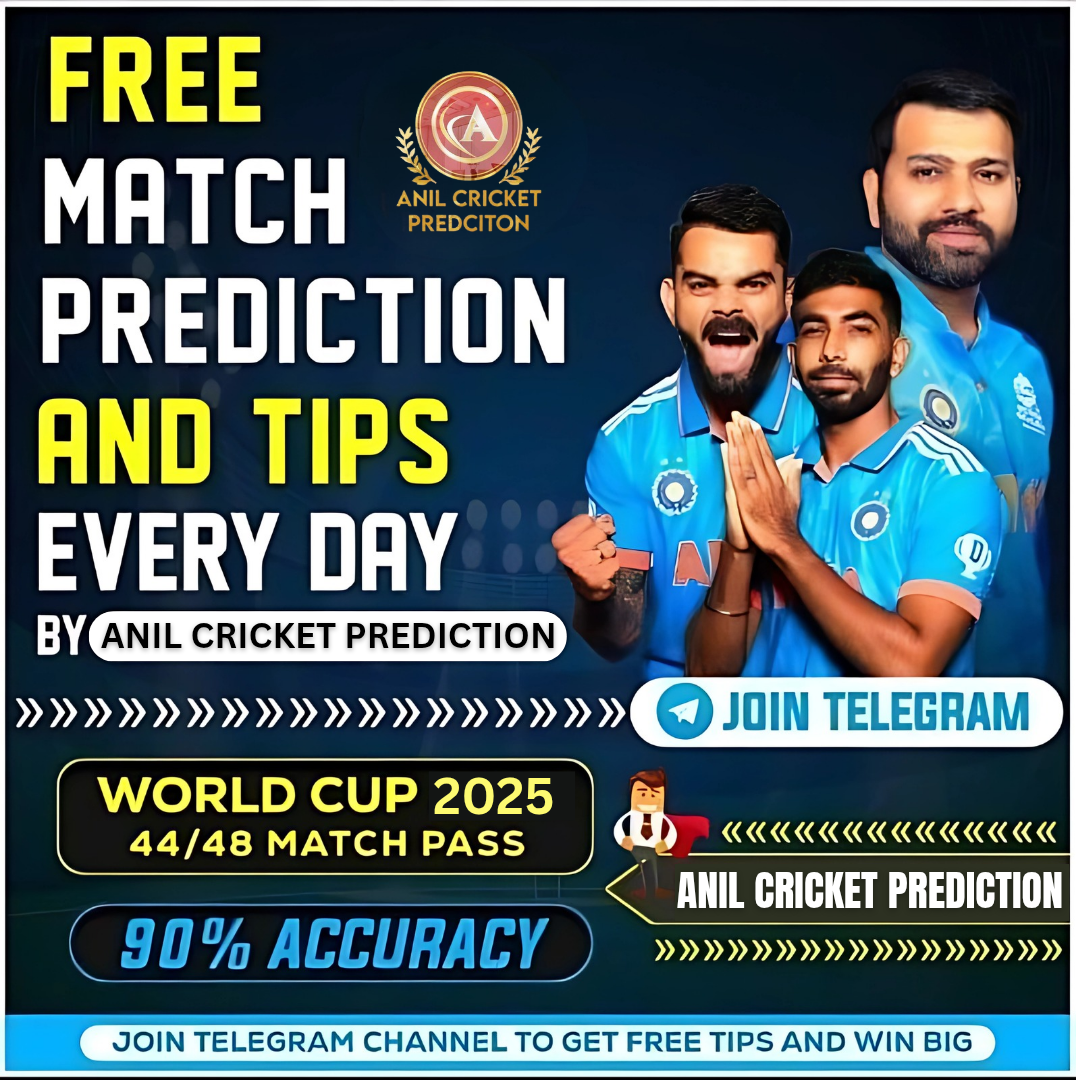 FREE
MATCH
PREDICTION
AND TIPS
EVERY DAY
BY ANIL CRICKET PREDICTION
A
ANIL CRICKET
PREDCITON
JOIN TELEGRAM
WORLD CUP 2025
44/48 MATCH PASS
90% ACCURACY
ANIL CRICKET PREDICTION
JOIN TELEGRAM CHANNEL TO GET FREE TIPS AND WIN BIG